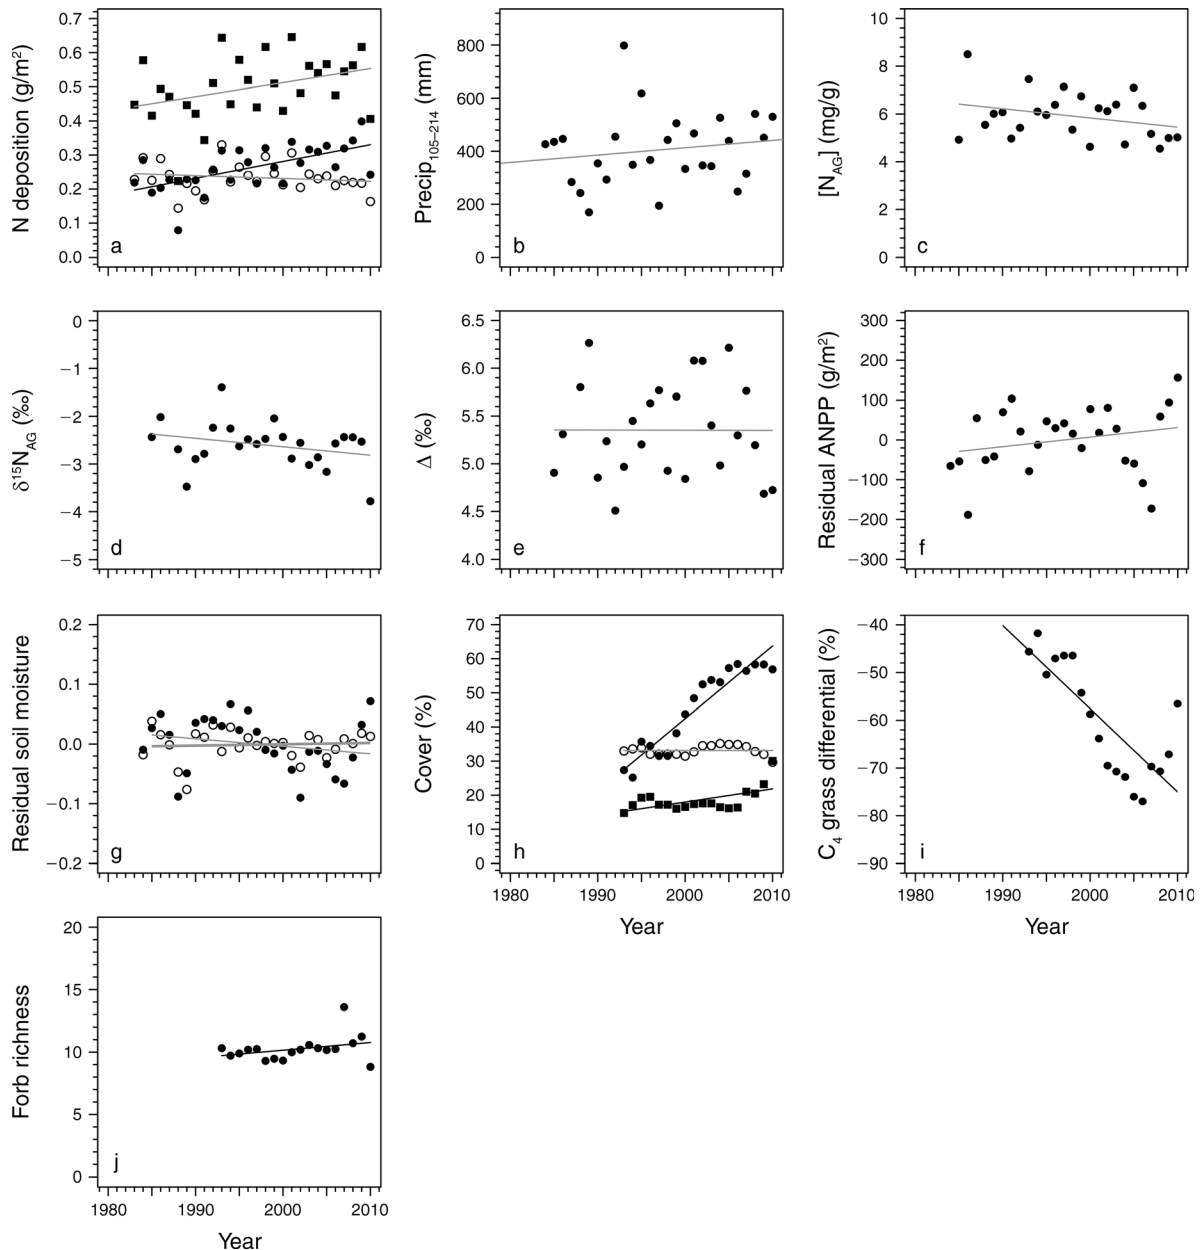 N deposition (g/m²)
0.7
0.6
0.5
0.4
0.3
0.2
0.1
0.0
a
Precip₁₀₅₋₂₁₄ (mm)
800
600
400
200
0
b
[N_AG] (mg/g)
10
8
6
4
2
0
c
δ¹⁵N_AG (‰)
0
−1
−2
−3
−4
−5
d
Δ (‰)
6.5
6.0
5.5
5.0
4.5
4.0
e
Residual ANPP (g/m²)
300
200
100
0
−100
−200
−300
f
Residual soil moisture
0.2
0.1
0.0
−0.1
−0.2
g
Cover (%)
70
60
50
40
30
20
10
0
h
1980 1990 2000 2010
Year
C₄ grass differential (%)
−40
−50
−60
−70
−80
−90
i
1980 1990 2000 2010
Year
Forb richness
20
15
10
5
0
j
1980 1990 2000 2010
Year